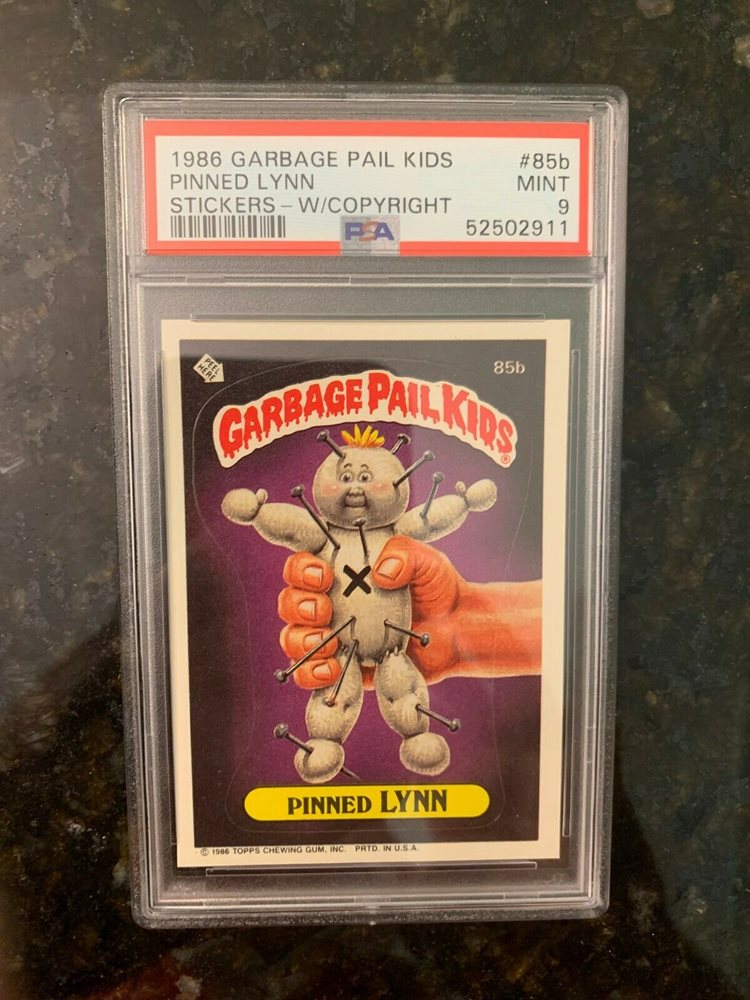 1986 GARBAGE PAIL KIDS #85b
PINNED LYNN MINT
STICKERS – W/COPYRIGHT 9
PSA 52502911
PEEL HERE
85b
GARBAGE PAIL KIDS®
X
PINNED LYNN
© 1986 TOPPS CHEWING GUM, INC. PRTD. IN U.S.A.